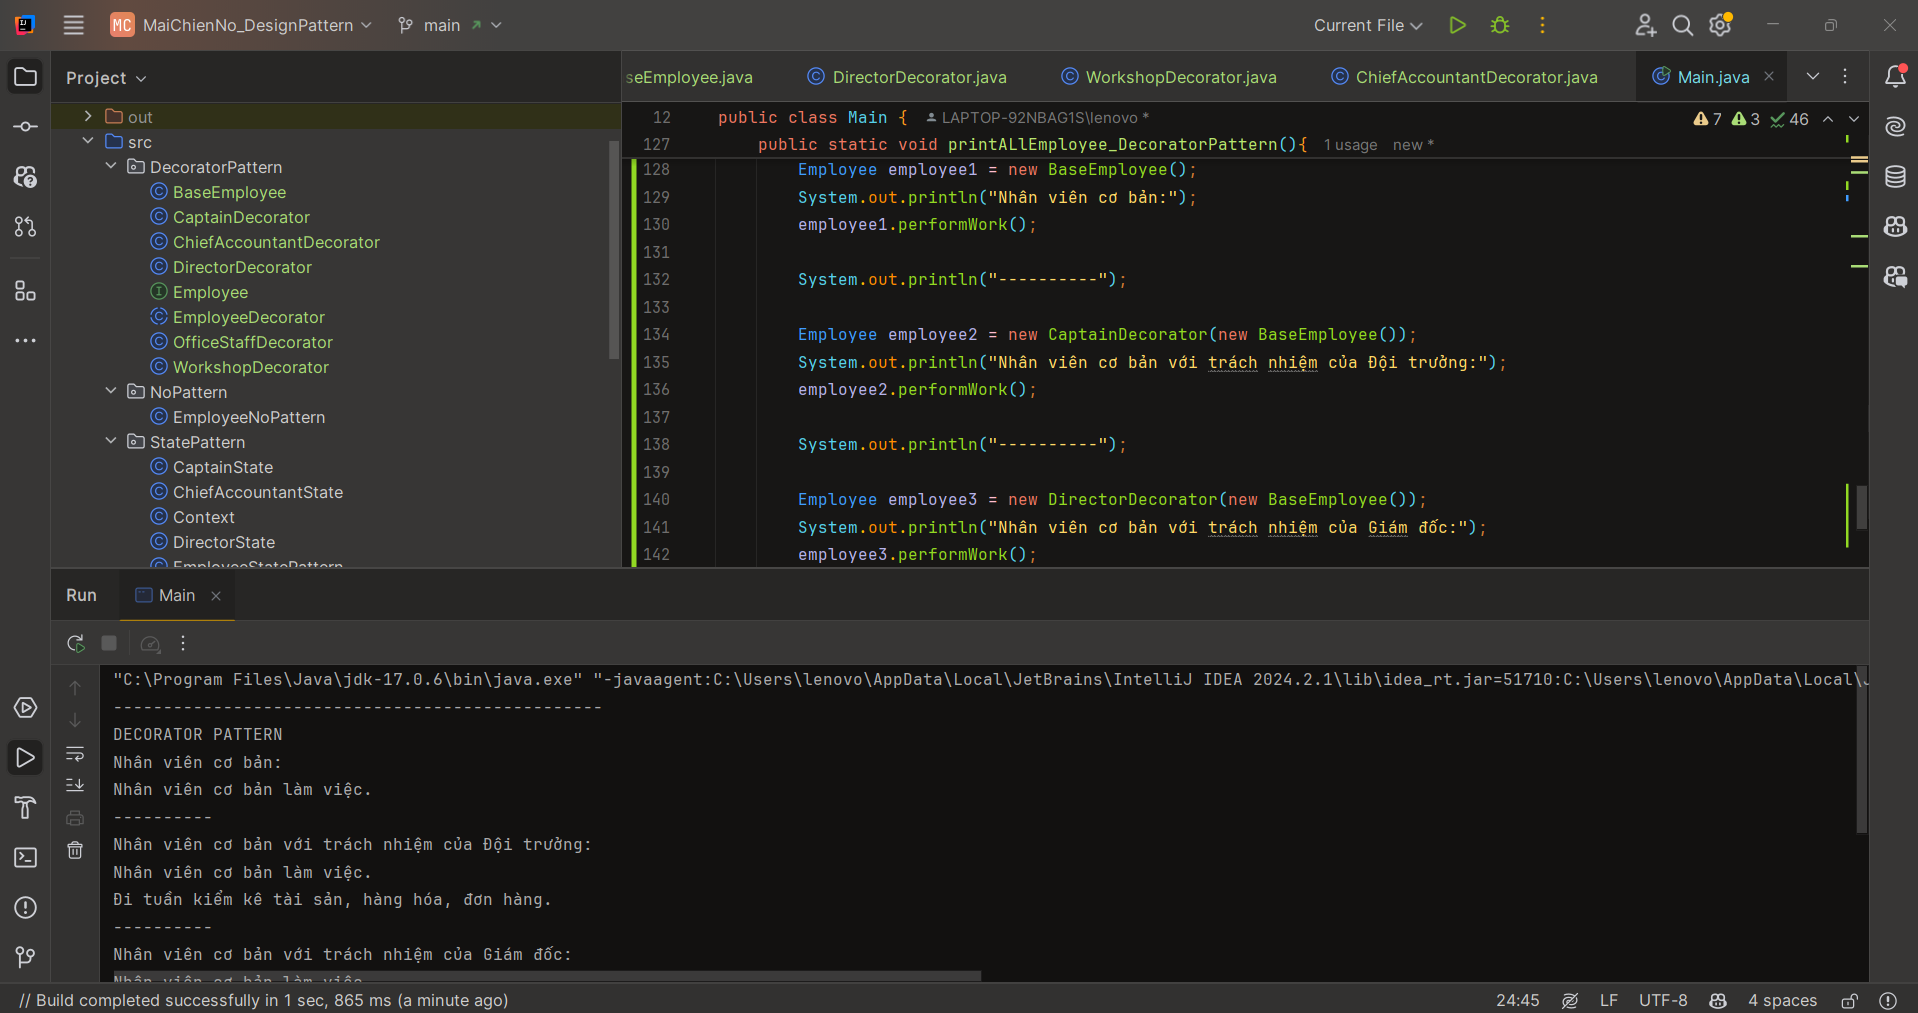 MC MaiChienNo_DesignPattern main Current File
Project
seEmployee.java DirectorDecorator.java WorkshopDecorator.java ChiefAccountantDecorator.java Main.java
out
src
DecoratorPattern
BaseEmployee
CaptainDecorator
ChiefAccountantDecorator
DirectorDecorator
Employee
EmployeeDecorator
OfficeStaffDecorator
WorkshopDecorator
NoPattern
EmployeeNoPattern
StatePattern
CaptainState
ChiefAccountantState
Context
DirectorState
EmployeeStatePattern
12 public class Main { LAPTOP-92NBAG1S\lenovo *
7 3 46
127 public static void printALlEmployee_DecoratorPattern(){ 1 usage new *
128 Employee employee1 = new BaseEmployee();
129 System.out.println("Nhân viên cơ bản:");
130 employee1.performWork();
131
132 System.out.println("----------");
133
134 Employee employee2 = new CaptainDecorator(new BaseEmployee());
135 System.out.println("Nhân viên cơ bản với trách nhiệm của Đội trưởng:");
136 employee2.performWork();
137
138 System.out.println("----------");
139
140 Employee employee3 = new DirectorDecorator(new BaseEmployee());
141 System.out.println("Nhân viên cơ bản với trách nhiệm của Giám đốc:");
142 employee3.performWork();
Run Main
"C:\Program Files\Java\jdk-17.0.6\bin\java.exe" "-javaagent:C:\Users\lenovo\AppData\Local\JetBrains\IntelliJ IDEA 2024.2.1\lib\idea_rt.jar=51710:C:\Users\lenovo\AppData\Local\J
-------------------------------------------------
DECORATOR PATTERN
Nhân viên cơ bản:
Nhân viên cơ bản làm việc.
----------
Nhân viên cơ bản với trách nhiệm của Đội trưởng:
Nhân viên cơ bản làm việc.
Đi tuần kiểm kê tài sản, hàng hóa, đơn hàng.
----------
Nhân viên cơ bản với trách nhiệm của Giám đốc:
Nhân viên cơ bản làm việc.
// Build completed successfully in 1 sec, 865 ms (a minute ago)
24:45 LF UTF-8 4 spaces